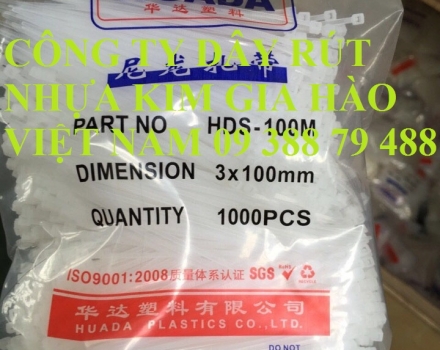 HUADA
华达塑料
CÔNG TY DÂY RÚT
尼龙扎带
NHỰA KIM GIA HÀO
PART NO HDS-100M
VIỆT NAM 09 388 79 488
DIMENSION 3x100mm
QUANTITY 1000PCS
ISO9001:2008质量体系认证 SGS
华达塑料有限公司
HUADA PLASTICS CO.,LTD.
DO NOT